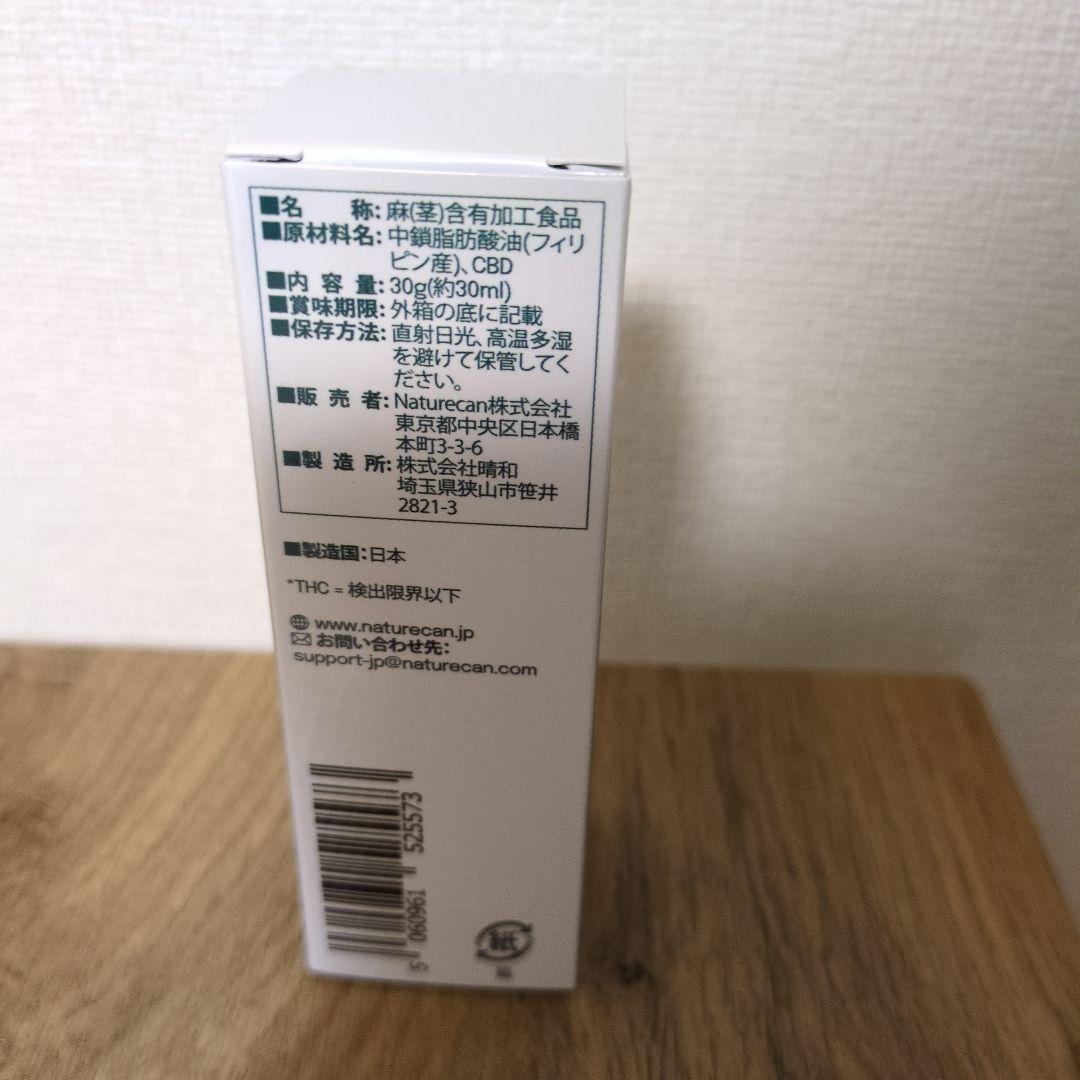 ■名　　称: 麻(茎)含有加工食品
■原材料名: 中鎖脂肪酸油(フィリ
ピン産)、CBD
■内 容 量: 30g(約30ml)
■賞味期限: 外箱の底に記載
■保存方法: 直射日光、高温多湿
を避けて保管してく
ださい。
■販 売 者: Naturecan株式会社
東京都中央区日本橋
本町3-3-6
■製 造 所: 株式会社晴和
埼玉県狭山市笹井
2821-3
■製造国: 日本
*THC = 検出限界以下
www.naturecan.jp
お問い合わせ先:
support-jp@naturecan.com
5 060961 525573
紙